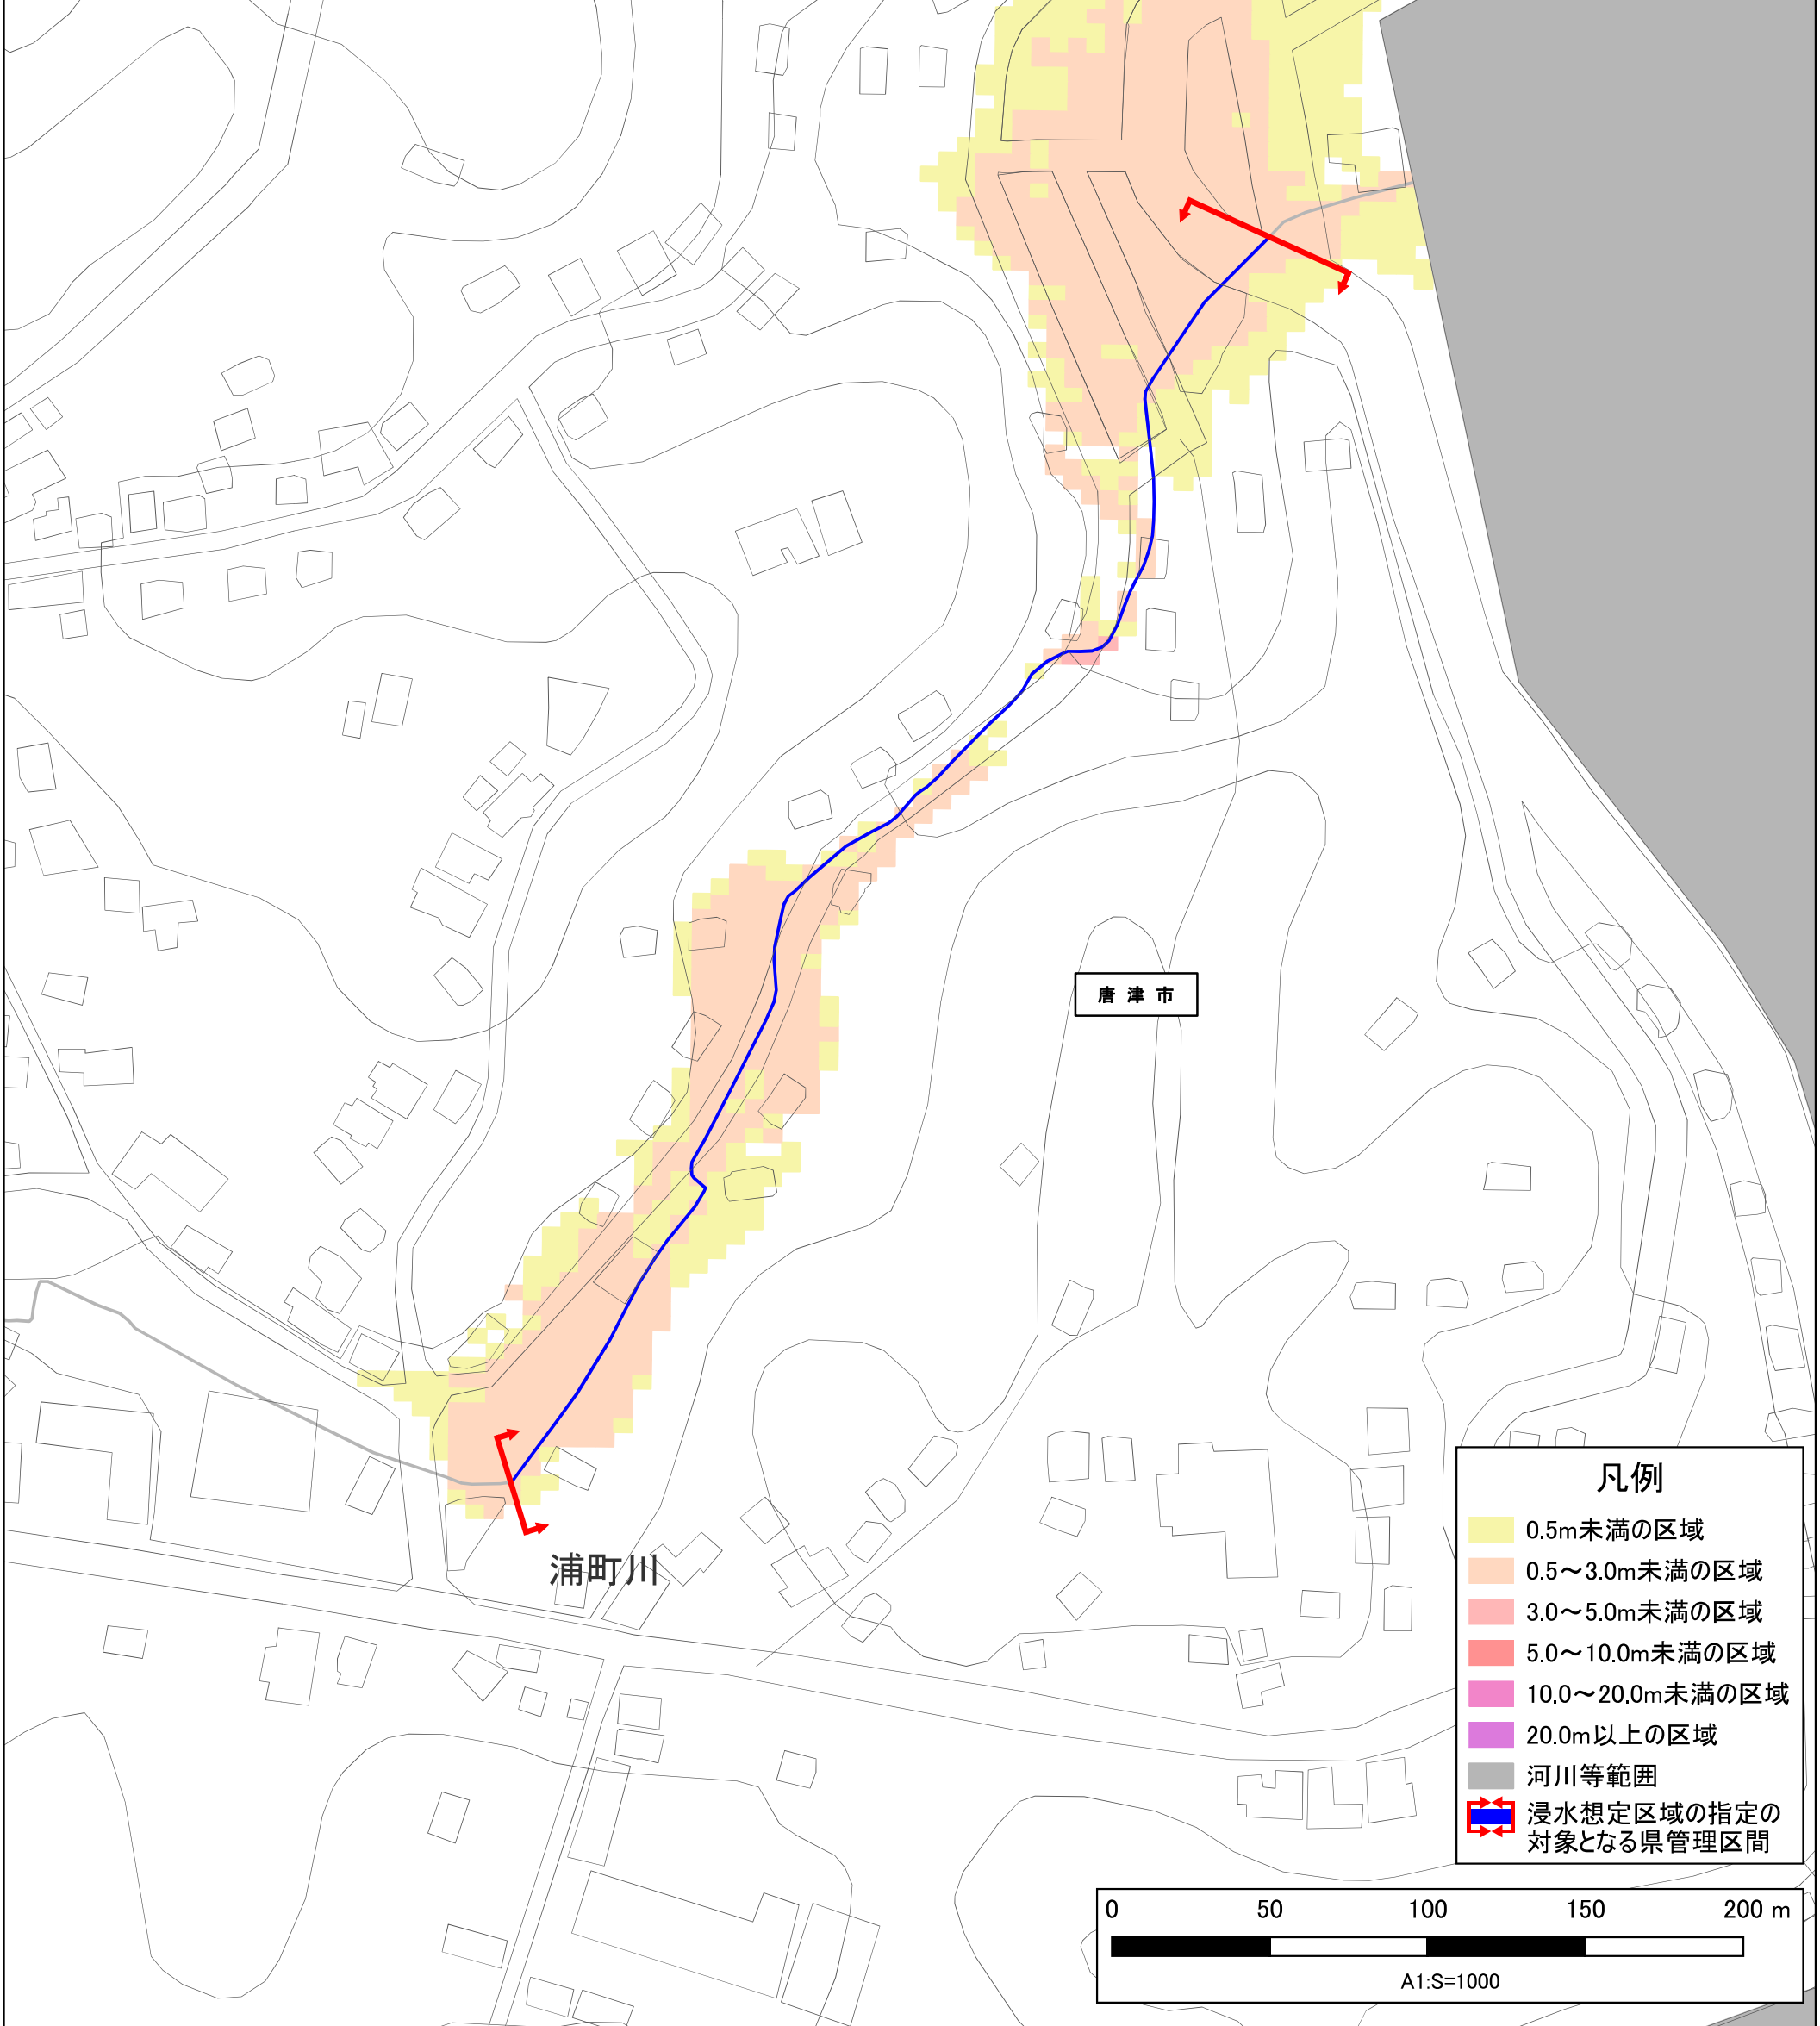 唐津市
浦町川
凡例
0.5m未満の区域
0.5～3.0m未満の区域
3.0～5.0m未満の区域
5.0～10.0m未満の区域
10.0～20.0m未満の区域
20.0m以上の区域
河川等範囲
浸水想定区域の指定の
対象となる県管理区間
0 50 100 150 200 m
A1:S=1000